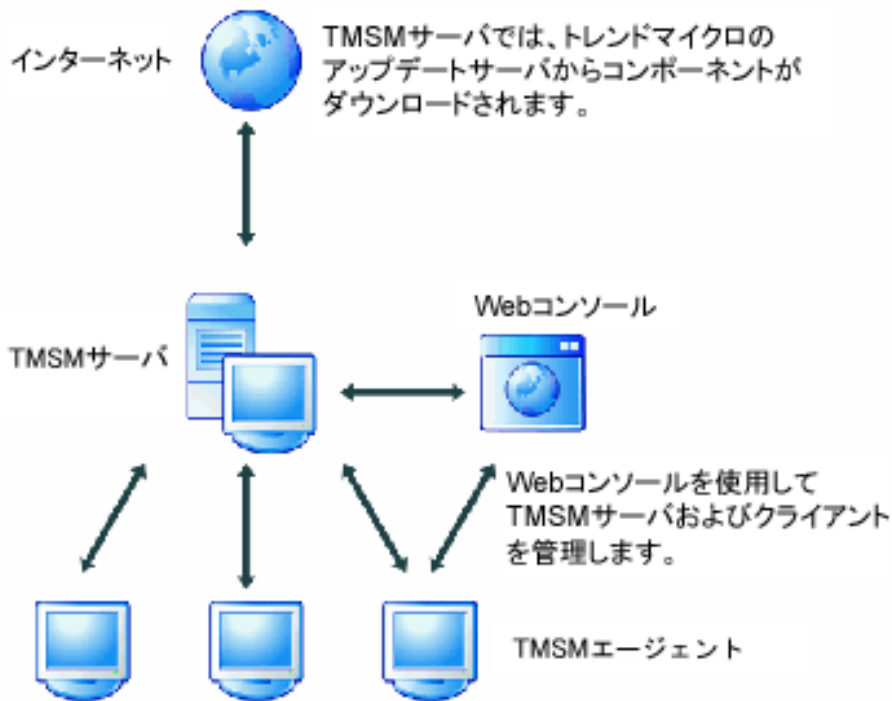 インターネット
TMSMサーバでは、トレンドマイクロの
アップデートサーバからコンポーネントが
ダウンロードされます。
Webコンソール
TMSMサーバ
Webコンソールを使用して
TMSMサーバおよびクライアント
を管理します。
TMSMエージェント